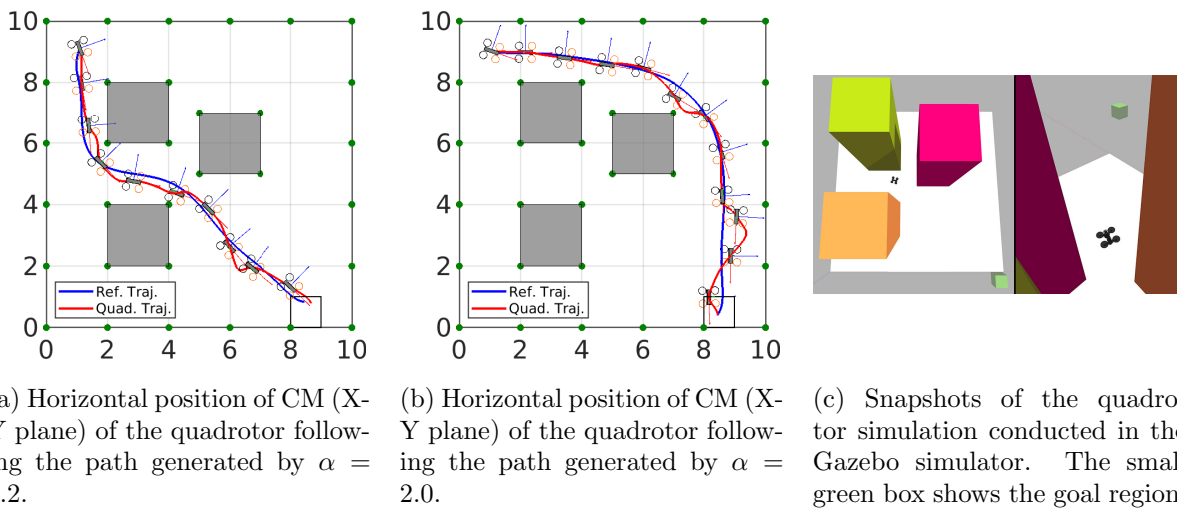 10
8
6
4
2
0
0 2 4 6 8 10
Ref. Traj.
Quad. Traj.
10
8
6
4
2
0
0 2 4 6 8 10
Ref. Traj.
Quad. Traj.
a) Horizontal position of CM (X-
Y plane) of the quadrotor follow-
ng the path generated by α =
.2.
(b) Horizontal position of CM (X-
Y plane) of the quadrotor follow-
ing the path generated by α =
2.0.
(c) Snapshots of the quadro
tor simulation conducted in the
Gazebo simulator. The smal
green box shows the goal region